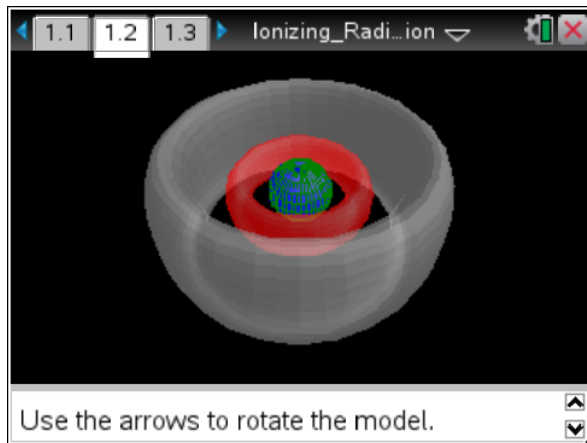 1.1 1.2 1.3 Ionizing_Radi...ion
Use the arrows to rotate the model.